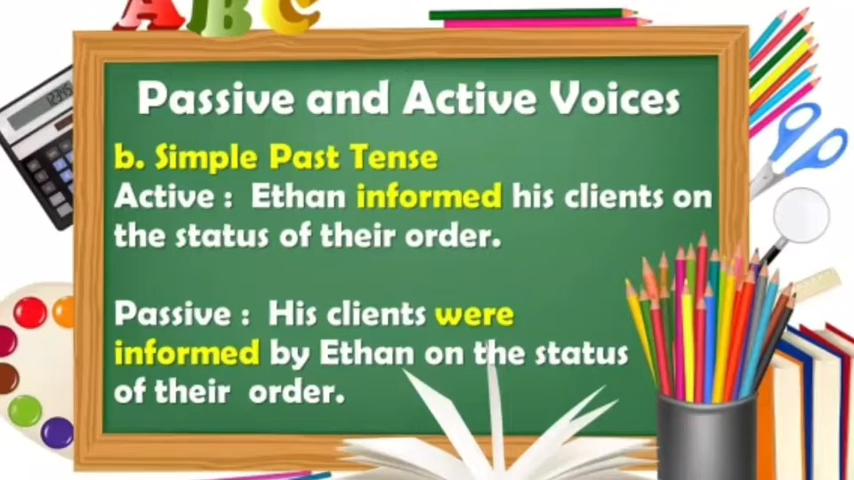 ABC
Passive and Active Voices
b. Simple Past Tense
Active : Ethan informed his clients on
the status of their order.
Passive : His clients were
informed by Ethan on the status
of their order.